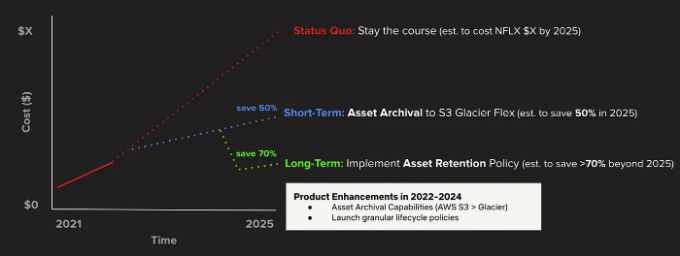 $X
Status Quo: Stay the course (est. to cost NFLX $X by 2025)
Cost ($)
save 50%
Short-Term: Asset Archival to S3 Glacier Flex (est. to save 50% in 2025)
save 70%
Long-Term: Implement Asset Retention Policy (est. to save >70% beyond 2025)
Product Enhancements in 2022-2024
• Asset Archival Capabilities (AWS S3 > Glacier)
• Launch granular lifecycle policies
$0
2021
2025
Time